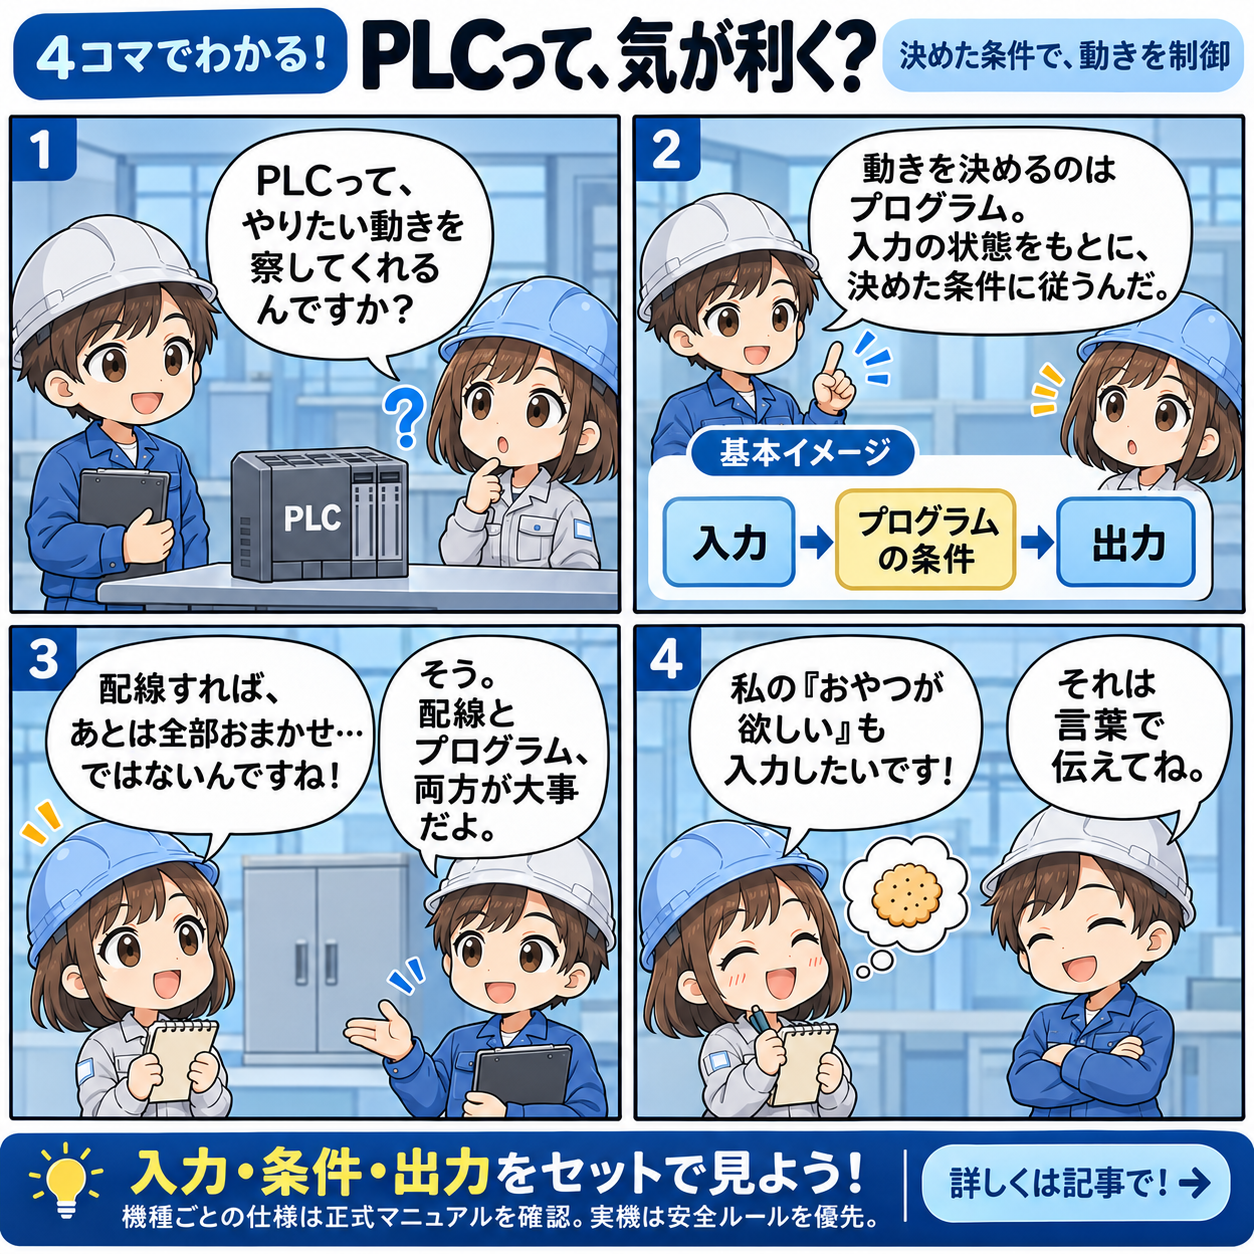 4コマでわかる！
PLCって、気が利く？
決めた条件で、動きを制御
1
PLCって、
やりたい動きを
察してくれる
んですか？
?
PLC
2
動きを決めるのは
プログラム。
入力の状態をもとに、
決めた条件に従うんだ。
基本イメージ
入力
プログラム
の条件
出力
3
配線すれば、
あとは全部おまかせ…
ではないんですね！
そう。
配線と
プログラム、
両方が大事
だよ。
4
私の『おやつが
欲しい』も
入力したいです！
それは
言葉で
伝えてね。
入力・条件・出力をセットで見よう！
機種ごとの仕様は正式マニュアルを確認。実機は安全ルールを優先。
詳しくは記事で！→